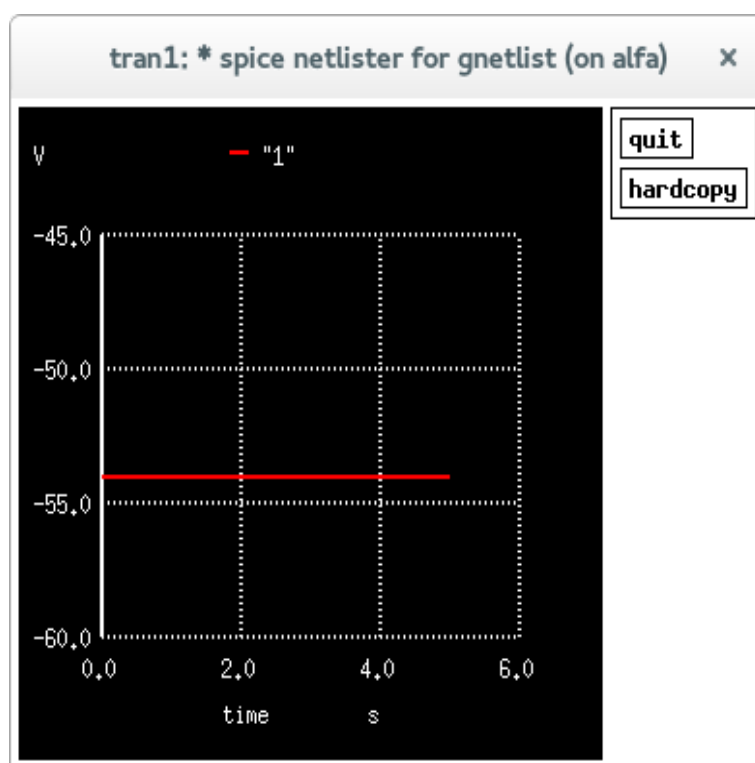 tran1: * spice netlister for gnetlist (on alfa) ×
quit
hardcopy
V "1"
-45.0
-50.0
-55.0
-60.0
0.0 2.0 4.0 6.0
time s